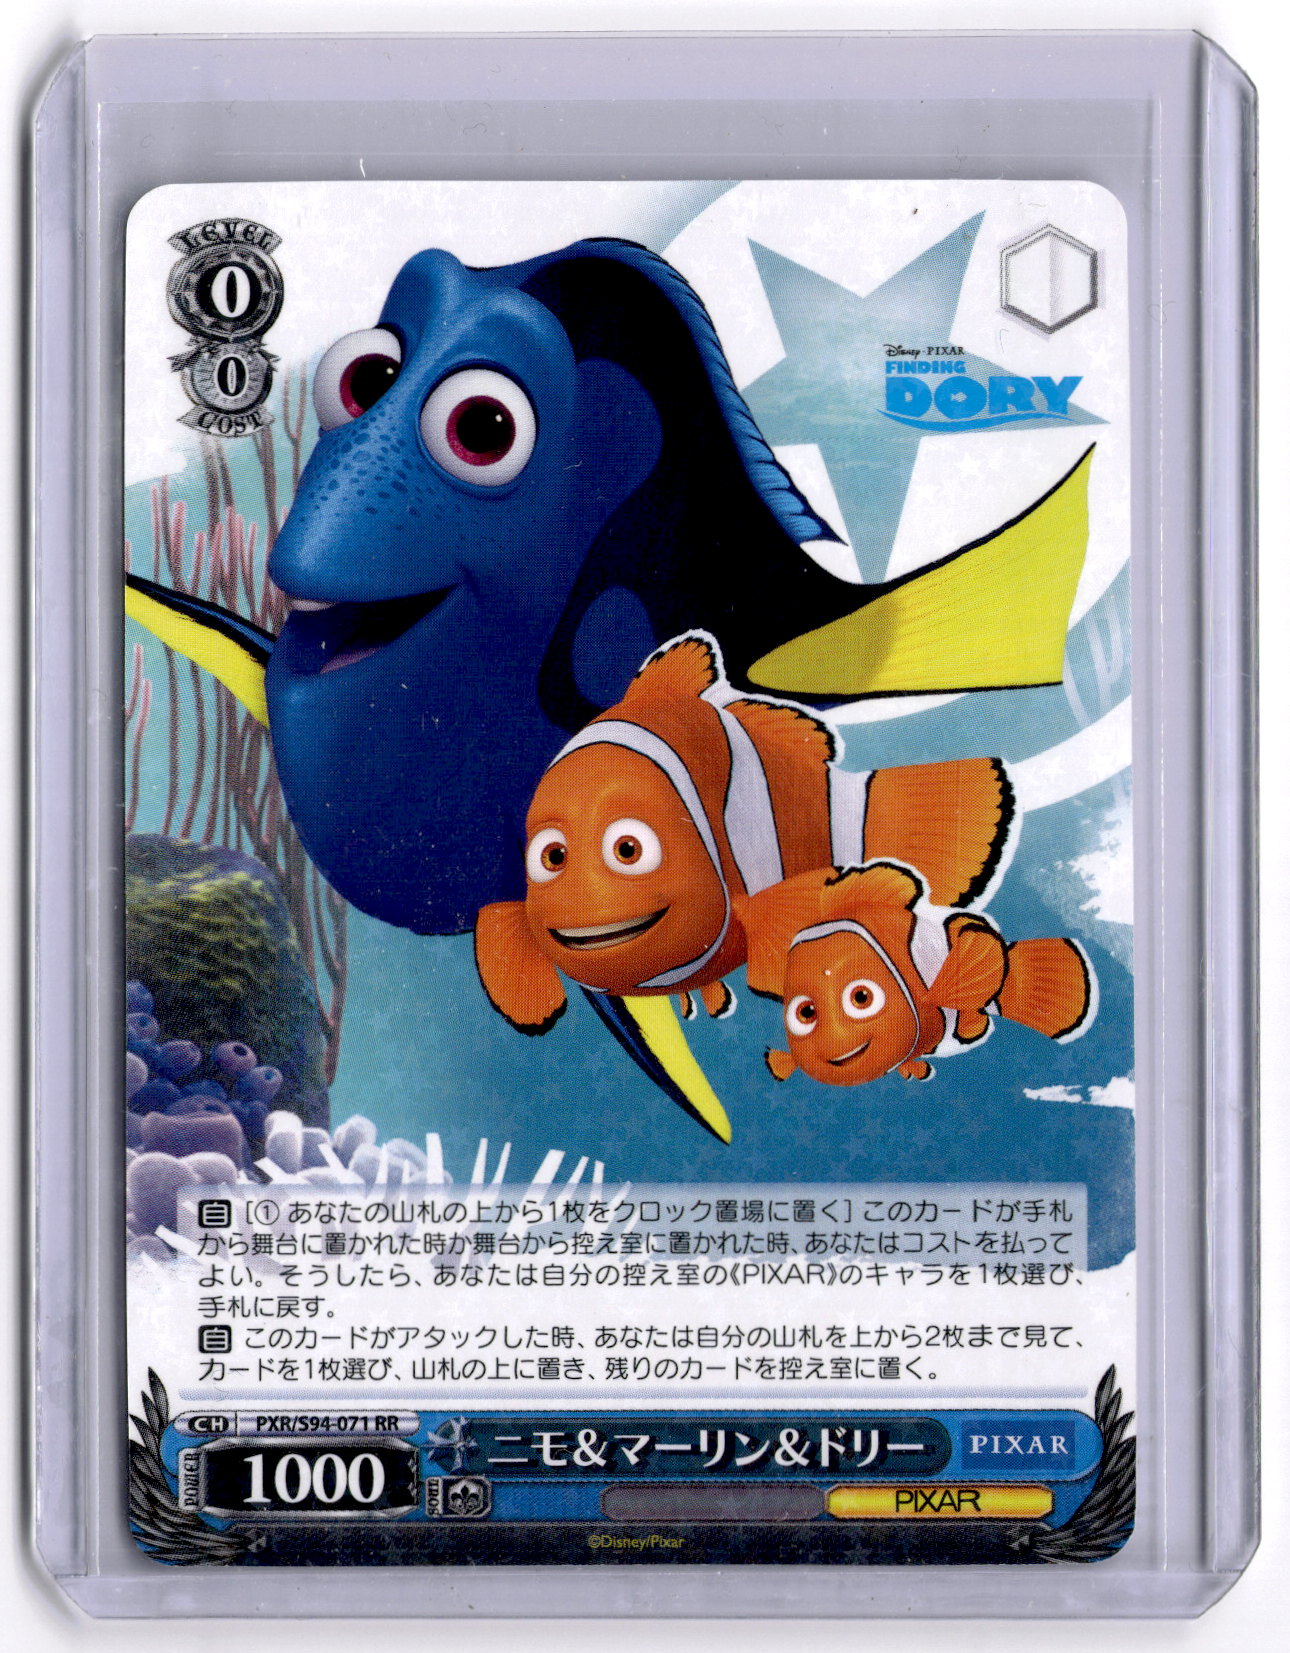 LEVEL
0
0
COST
Disney·PIXAR
FINDING
DORY
自 [① あなたの山札の上から1枚をクロック置場に置く] このカードが手札
から舞台に置かれた時か舞台から控え室に置かれた時、あなたはコストを払って
よい。そうしたら、あなたは自分の控え室の《PIXAR》のキャラを1枚選び、
手札に戻す。
自 このカードがアタックした時、あなたは自分の山札を上から2枚まで見て、
カードを1枚選び、山札の上に置き、残りのカードを控え室に置く。
CH PXR/S94-071 RR
ニモ&マーリン&ドリー PIXAR
POWER 1000 SOUL
PIXAR
©Disney/Pixar